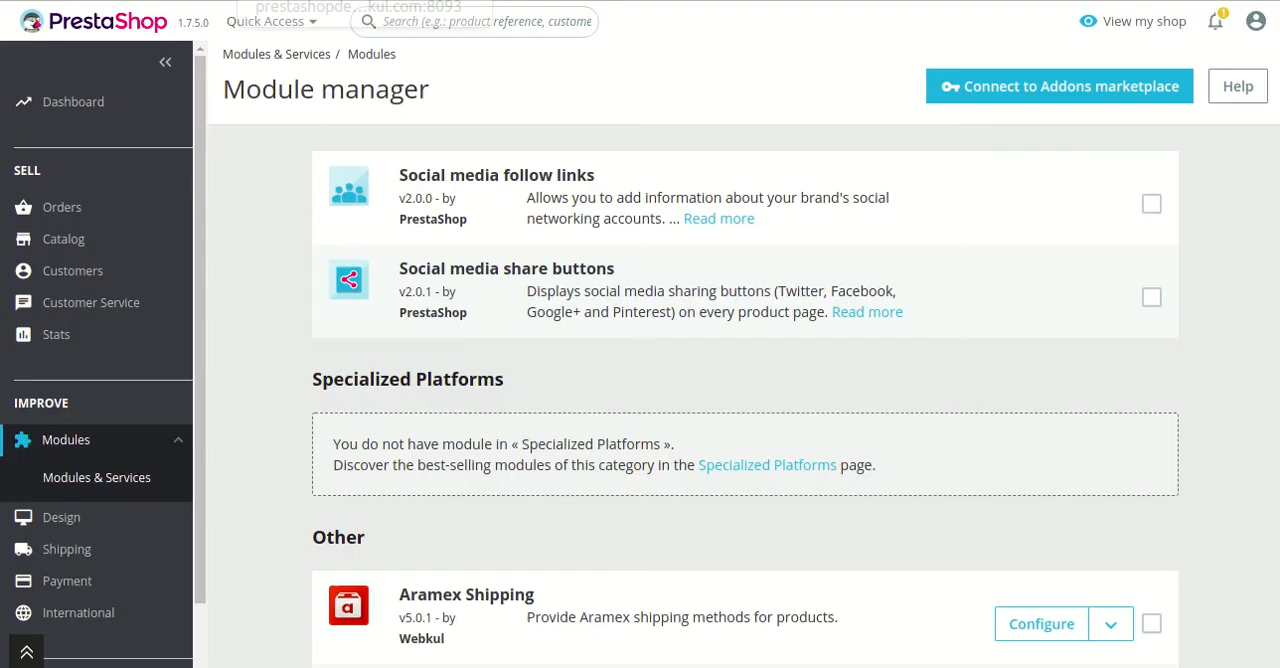 prestashopde...kul.com:8093
PrestaShop 1.7.5.0 Quick Access Search (e.g.: product reference, custome View my shop 1
Modules & Services / Modules
Module manager
Connect to Addons marketplace
Help
Dashboard
SELL
Orders
Catalog
Customers
Customer Service
Stats
IMPROVE
Modules
Modules & Services
Design
Shipping
Payment
International
Social media follow links
v2.0.0 - by
PrestaShop
Allows you to add information about your brand's social
networking accounts. ... Read more
Social media share buttons
v2.0.1 - by
PrestaShop
Displays social media sharing buttons (Twitter, Facebook,
Google+ and Pinterest) on every product page. Read more
Specialized Platforms
You do not have module in « Specialized Platforms ».
Discover the best-selling modules of this category in the Specialized Platforms page.
Other
a
Aramex Shipping
v5.0.1 - by
Webkul
Provide Aramex shipping methods for products.
Configure